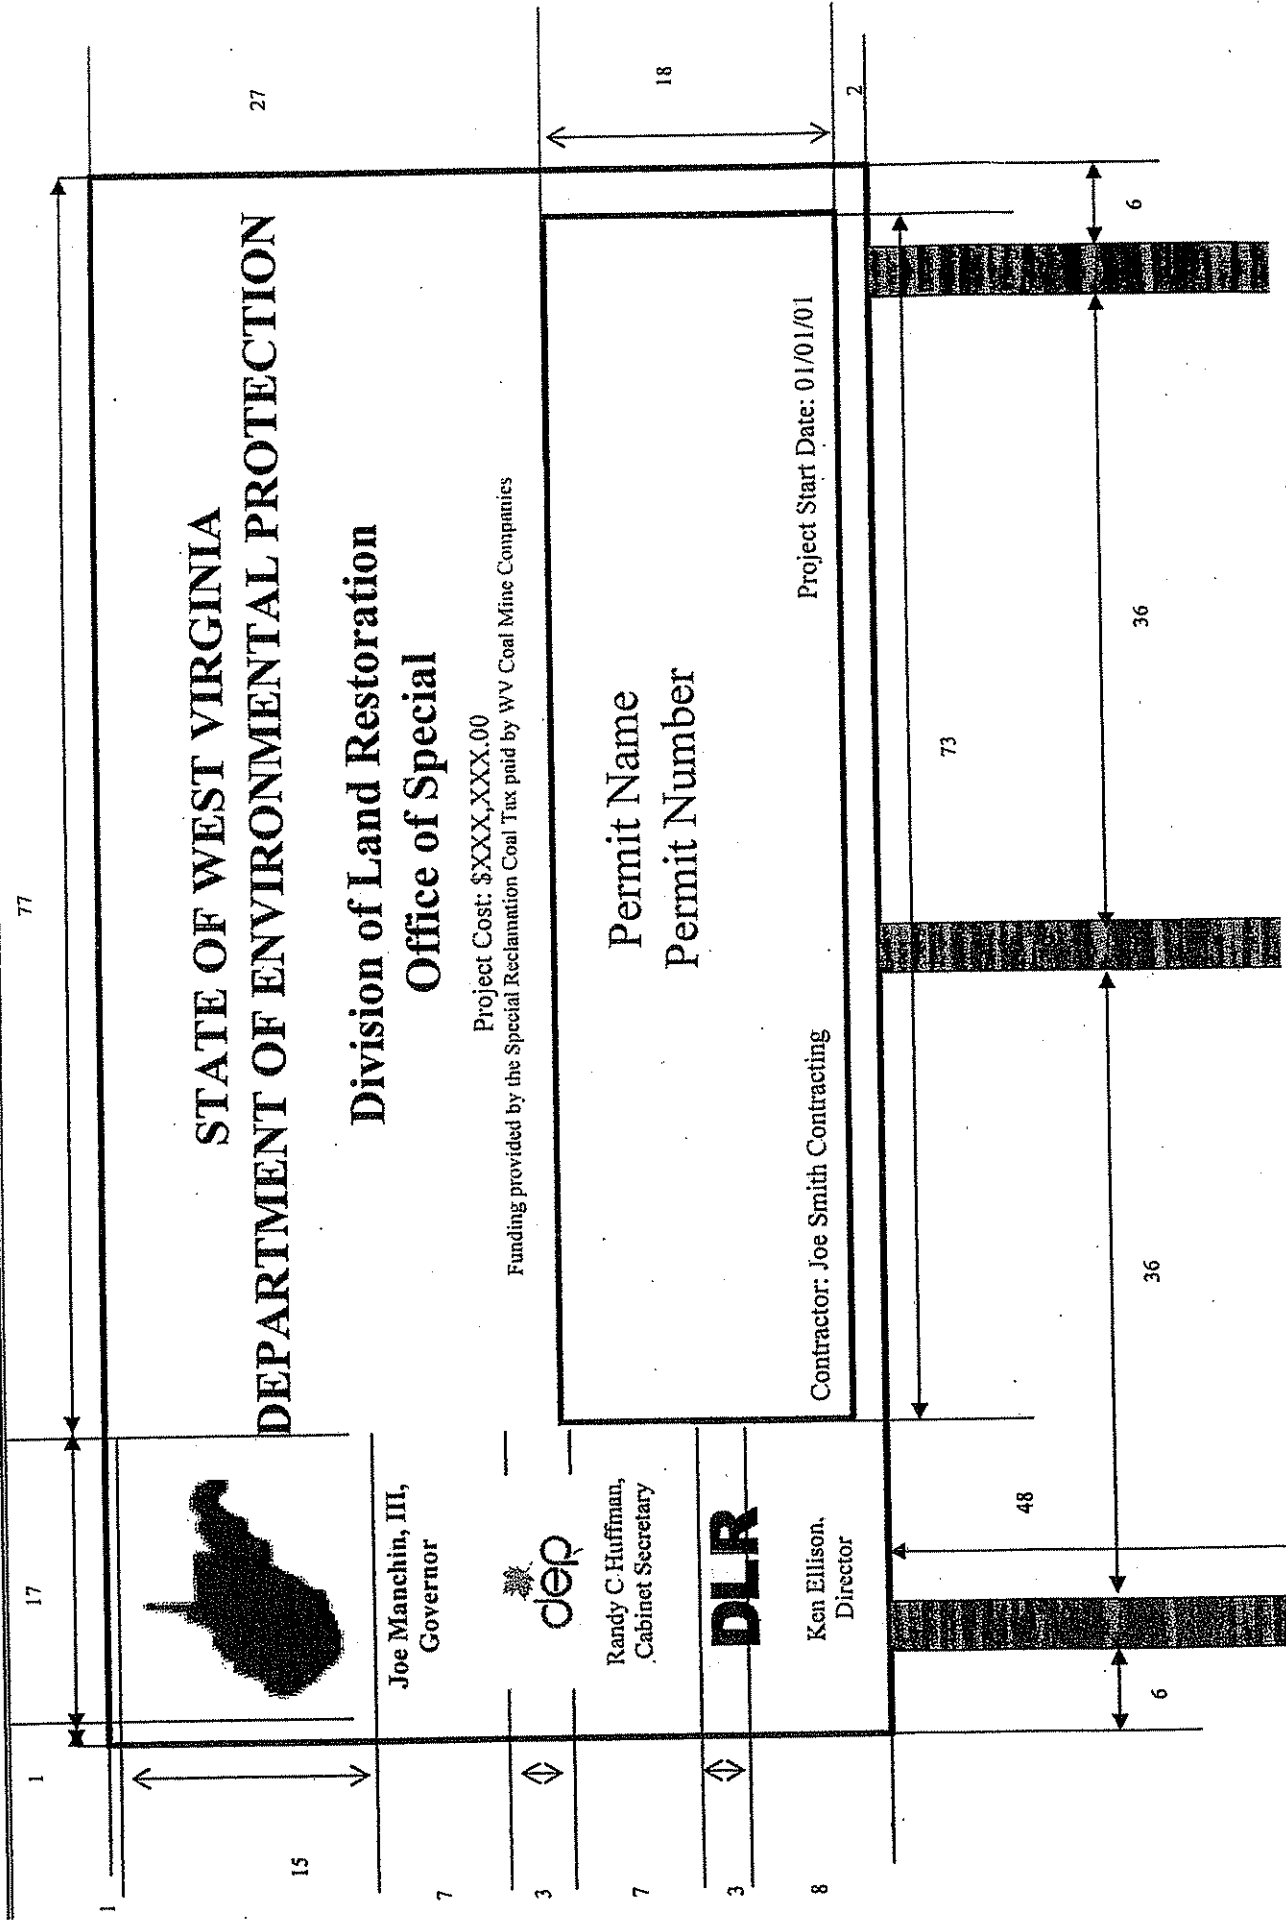 77
17
1
1
27
STATE OF WEST VIRGINIA
DEPARTMENT OF ENVIRONMENTAL PROTECTION
15
Joe Manchin, III,
Governor
Division of Land Restoration
Office of Special
7
Project Cost: $XXX,XXX.00
Funding provided by the Special Reclamation Coal Tax paid by WV Coal Mine Companies
dep
3
Randy C Huffman,
Cabinet Secretary
7
Permit Name
Permit Number
18
DLR
3
Ken Ellison,
Director
8
Contractor: Joe Smith Contracting
Project Start Date: 01/01/01
2
73
48
6
36
36
6